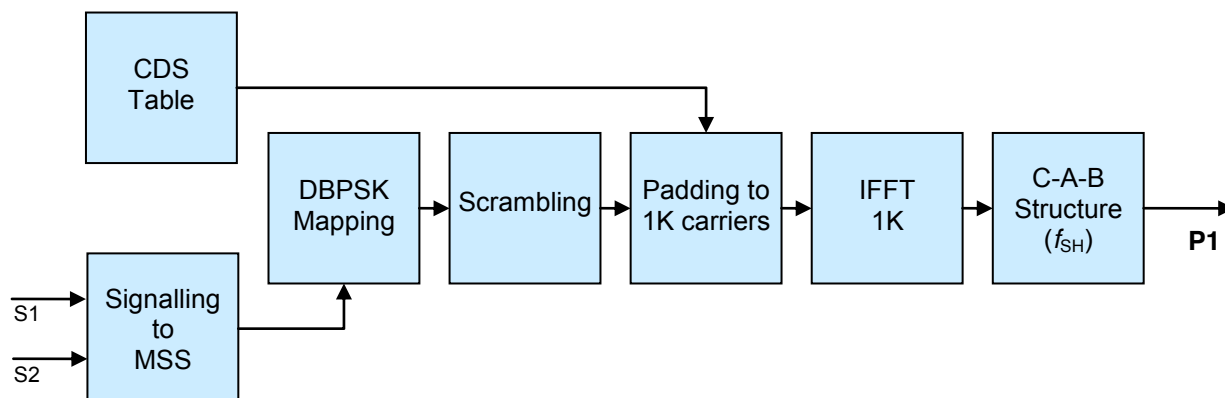 CDS
Table
DBPSK
Mapping
Scrambling
Padding to
1K carriers
IFFT
1K
C-A-B
Structure
(fSH)
P1
Signalling
to
MSS
S1
S2